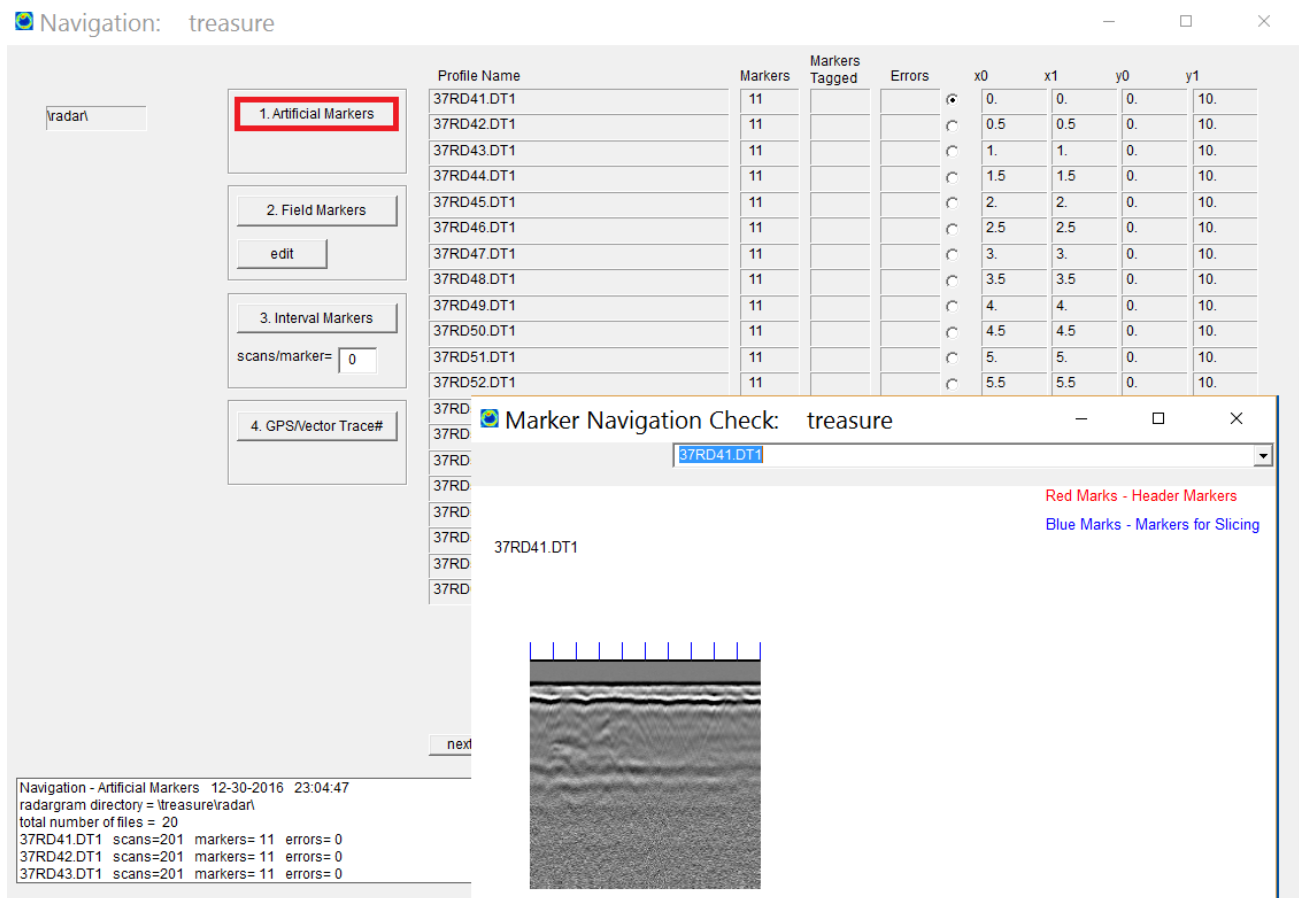 Navigation: treasure
Markers
Profile Name Markers Tagged Errors x0 x1 y0 y1
\radar\
1. Artificial Markers
2. Field Markers
edit
3. Interval Markers
scans/marker= 0
4. GPS/Vector Trace#
37RD41.DT1 11 0. 0. 0. 10.
37RD42.DT1 11 0.5 0.5 0. 10.
37RD43.DT1 11 1. 1. 0. 10.
37RD44.DT1 11 1.5 1.5 0. 10.
37RD45.DT1 11 2. 2. 0. 10.
37RD46.DT1 11 2.5 2.5 0. 10.
37RD47.DT1 11 3. 3. 0. 10.
37RD48.DT1 11 3.5 3.5 0. 10.
37RD49.DT1 11 4. 4. 0. 10.
37RD50.DT1 11 4.5 4.5 0. 10.
37RD51.DT1 11 5. 5. 0. 10.
37RD52.DT1 11 5.5 5.5 0. 10.
37RD
37RD
37RD
37RD
37RD
37RD
37RD
37RD
next
Marker Navigation Check: treasure
37RD41.DT1
Red Marks - Header Markers
Blue Marks - Markers for Slicing
37RD41.DT1
Navigation - Artificial Markers 12-30-2016 23:04:47
radargram directory = \treasure\radar\
total number of files = 20
37RD41.DT1 scans=201 markers= 11 errors= 0
37RD42.DT1 scans=201 markers= 11 errors= 0
37RD43.DT1 scans=201 markers= 11 errors= 0